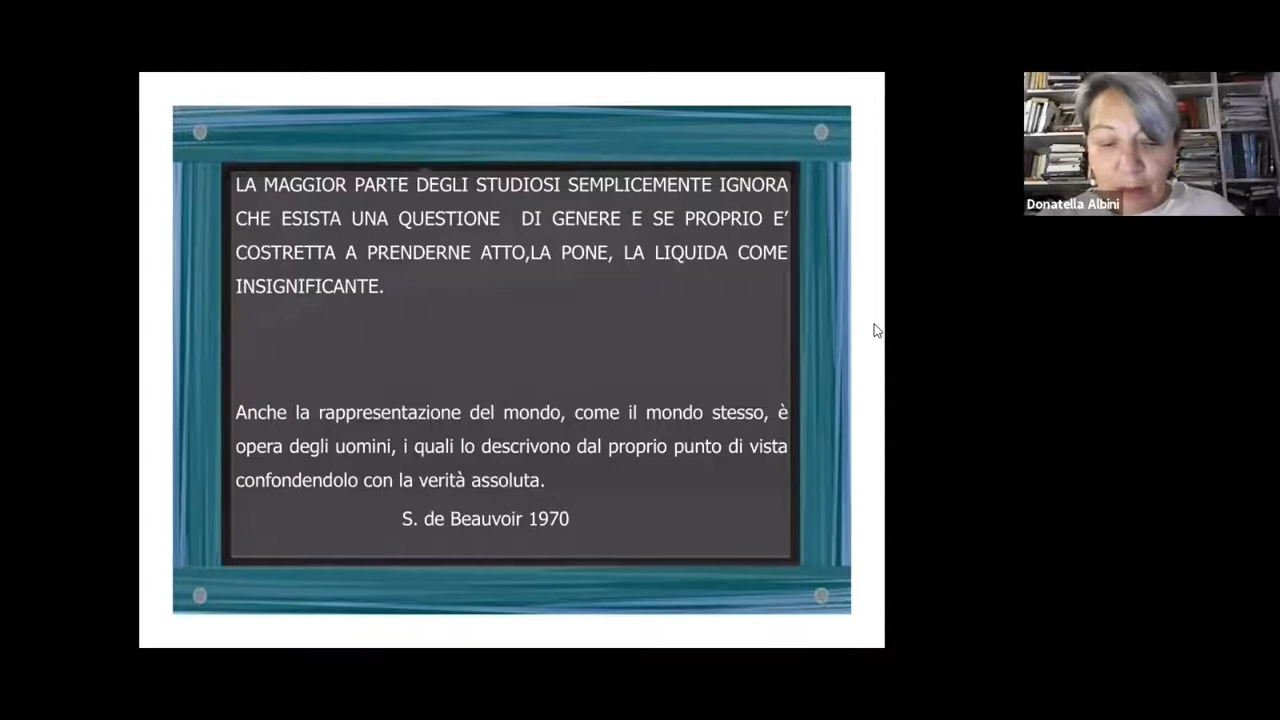 LA MAGGIOR PARTE DEGLI STUDIOSI SEMPLICEMENTE IGNORA
CHE ESISTA UNA QUESTIONE DI GENERE E SE PROPRIO E’
COSTRETTA A PRENDERNE ATTO,LA PONE, LA LIQUIDA COME
INSIGNIFICANTE.
Anche la rappresentazione del mondo, come il mondo stesso, è
opera degli uomini, i quali lo descrivono dal proprio punto di vista
confondendolo con la verità assoluta.
S. de Beauvoir 1970
Donatella Albini